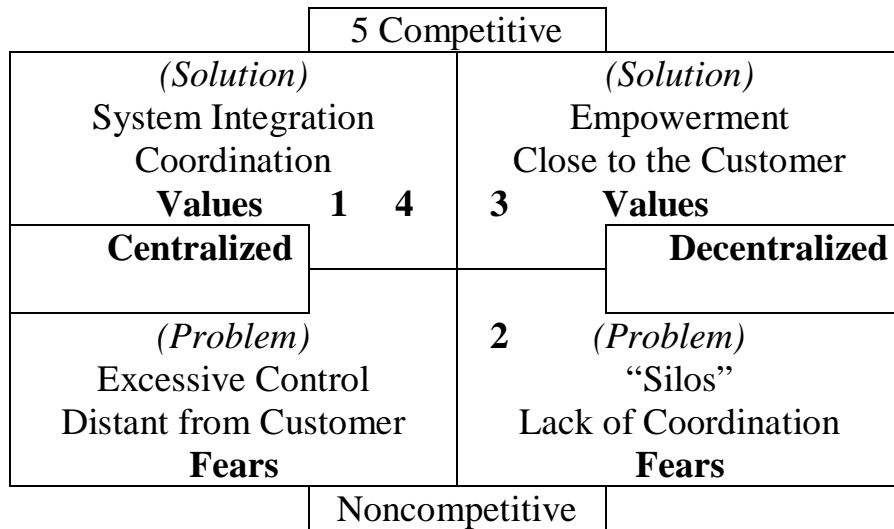 5 Competitive
(Solution)
System Integration
Coordination
Values 1 4
(Solution)
Empowerment
Close to the Customer
3 Values
Centralized
Decentralized
(Problem)
Excessive Control
Distant from Customer
Fears
2 (Problem)
“Silos”
Lack of Coordination
Fears
Noncompetitive